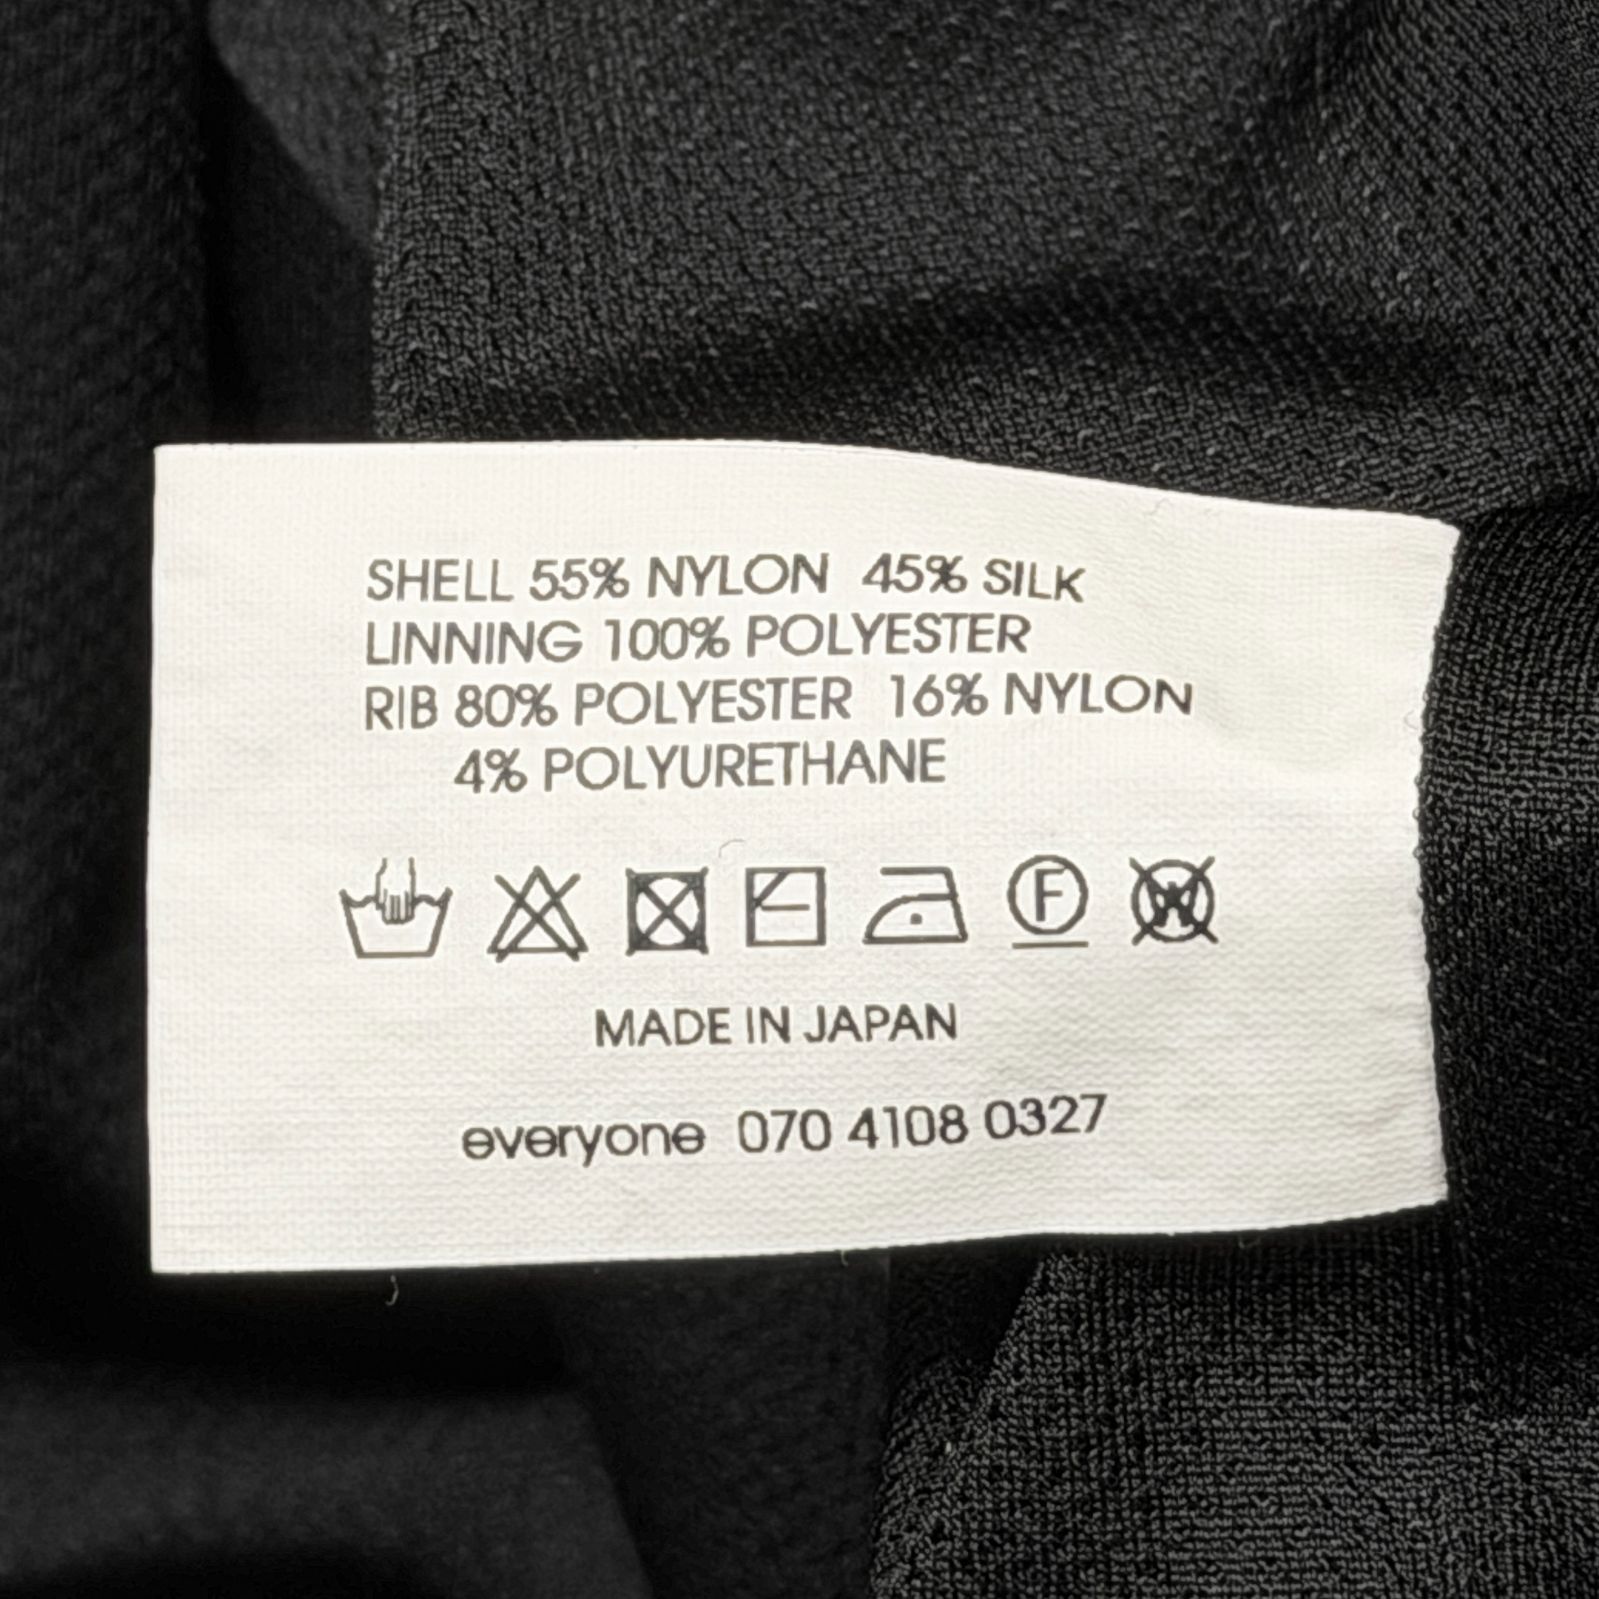 SHELL 55% NYLON 45% SILK
LINNING 100% POLYESTER
RIB 80% POLYESTER 16% NYLON
4% POLYURETHANE
F W
MADE IN JAPAN
everyone 070 4108 0327